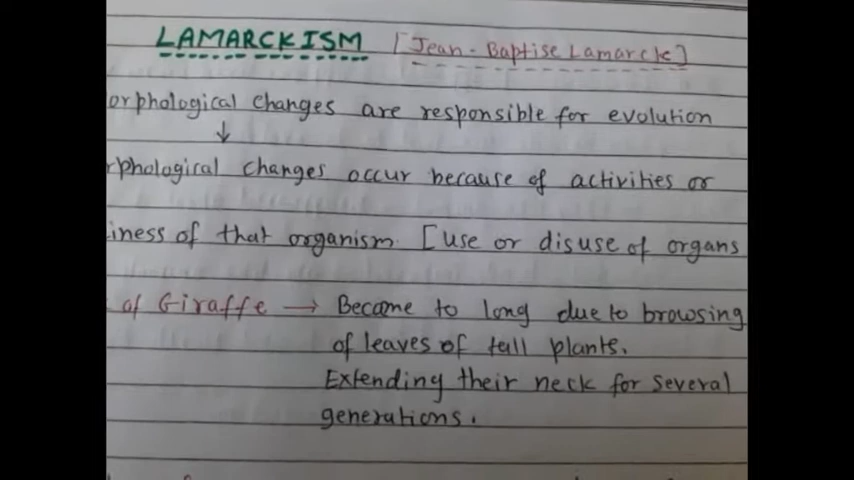 LAMARCKISM [Jean-Baptise Lamarck]
orphological changes are responsible for evolution
↓
rphological changes occur because of activities or
iness of that organism. [use or disuse of organs
of Giraffe → Became to long due to browsing
of leaves of tall plants.
Extending their neck for several
generations.